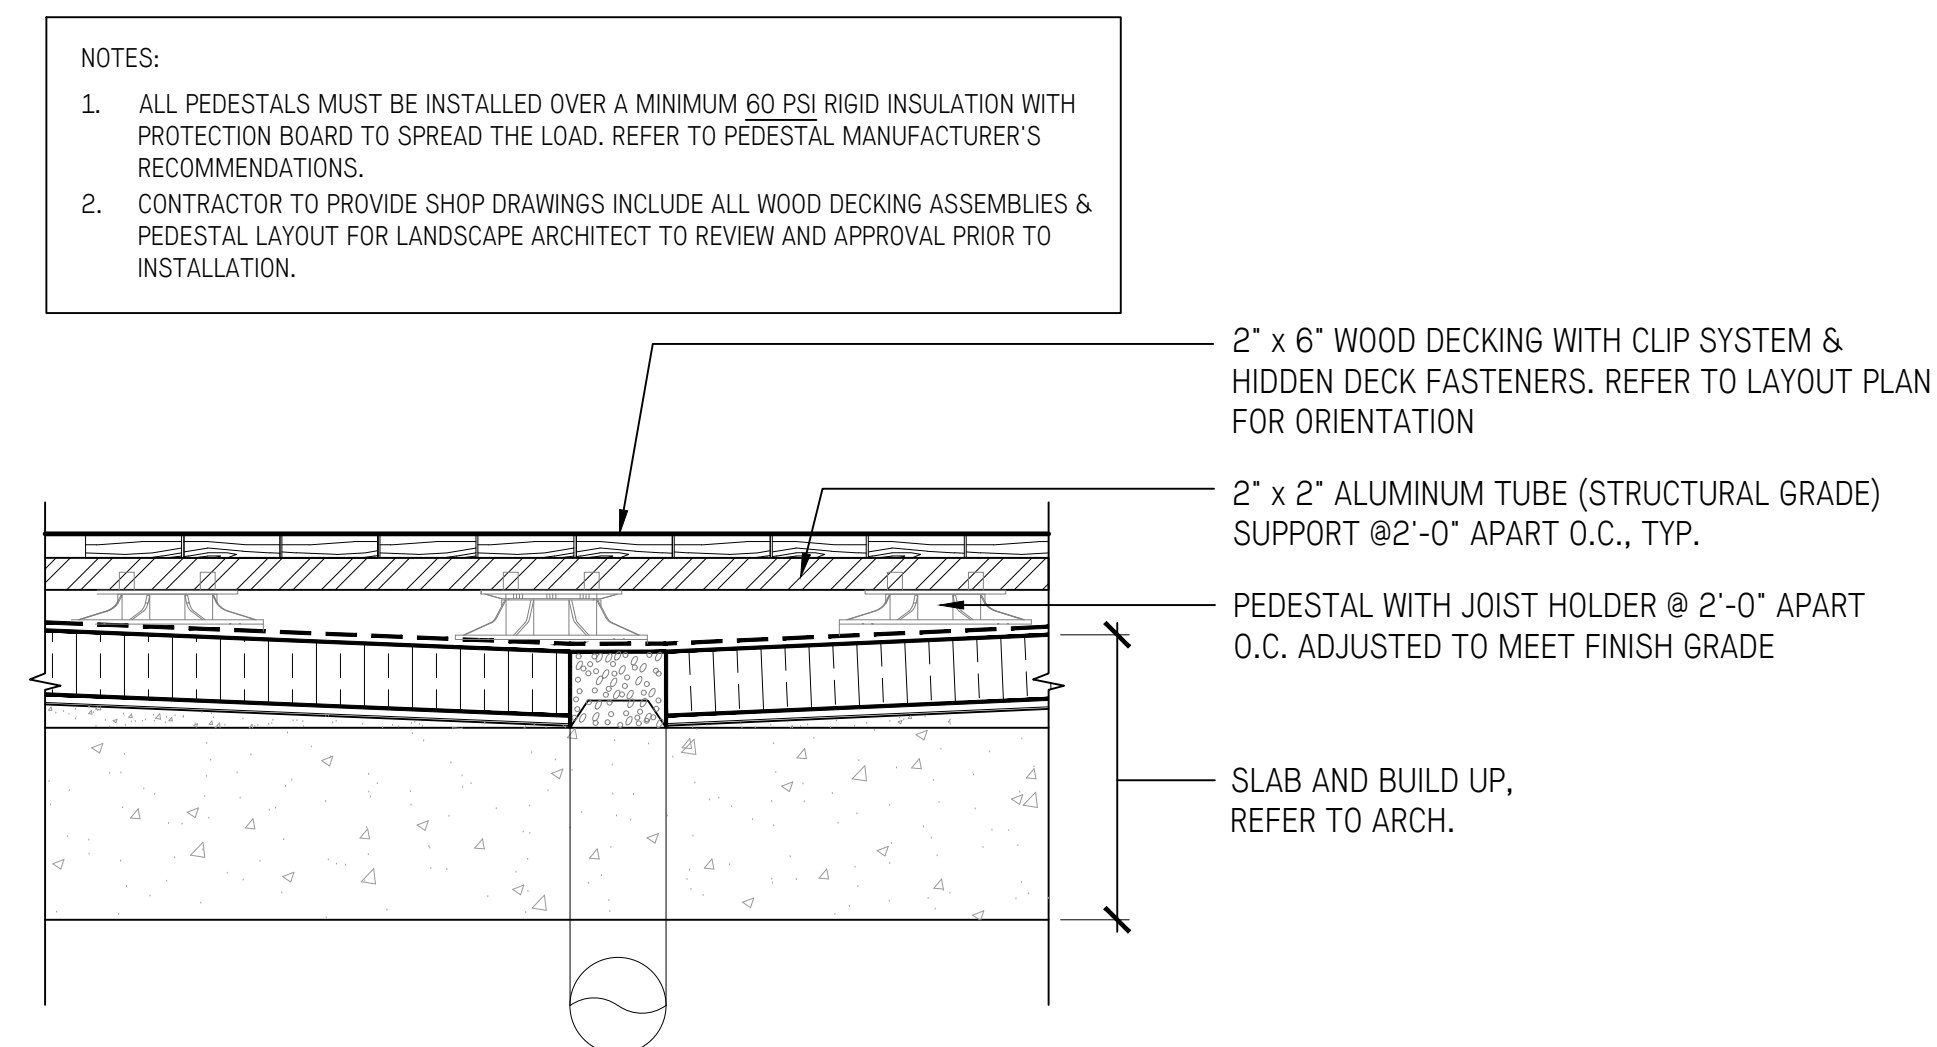 NOTES:
1. ALL PEDESTALS MUST BE INSTALLED OVER A MINIMUM 60 PSI RIGID INSULATION WITH
PROTECTION BOARD TO SPREAD THE LOAD. REFER TO PEDESTAL MANUFACTURER'S
RECOMMENDATIONS.
2. CONTRACTOR TO PROVIDE SHOP DRAWINGS INCLUDE ALL WOOD DECKING ASSEMBLIES &
PEDESTAL LAYOUT FOR LANDSCAPE ARCHITECT TO REVIEW AND APPROVAL PRIOR TO
INSTALLATION.
2" x 6" WOOD DECKING WITH CLIP SYSTEM &
HIDDEN DECK FASTENERS. REFER TO LAYOUT PLAN
FOR ORIENTATION
2" x 2" ALUMINUM TUBE (STRUCTURAL GRADE)
SUPPORT @2'-0" APART O.C., TYP.
PEDESTAL WITH JOIST HOLDER @ 2'-0" APART
O.C. ADJUSTED TO MEET FINISH GRADE
SLAB AND BUILD UP,
REFER TO ARCH.